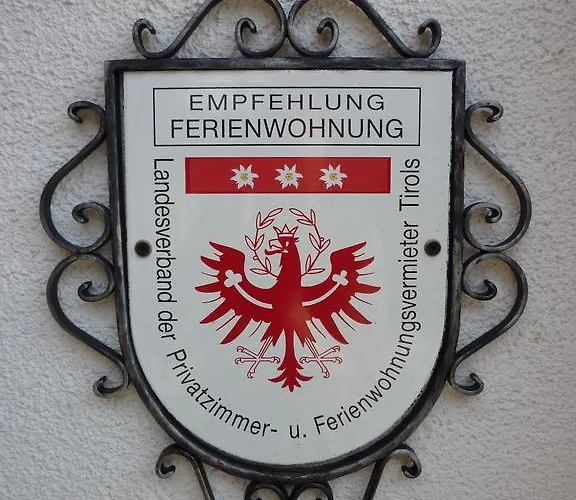 EMPFEHLUNG
FERIENWOHNUNG
Landesverband der Privatzimmer- u. Ferienwohnungsvermieter Tirols